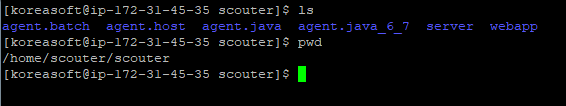 [koreasoft@ip-172-31-45-35 scouter]$ ls
agent.batch  agent.host  agent.java  agent.java_6_7  server  webapp
[koreasoft@ip-172-31-45-35 scouter]$ pwd
/home/scouter/scouter
[koreasoft@ip-172-31-45-35 scouter]$